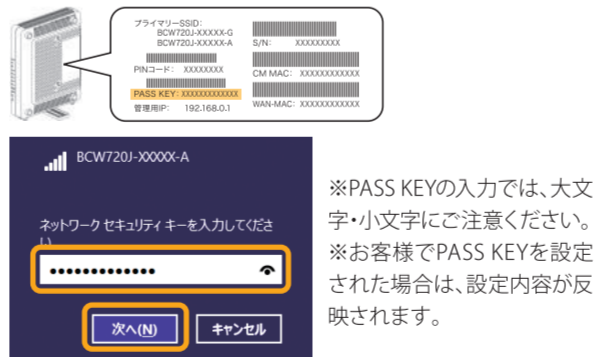 プライマリーSSID:
BCW720J-XXXXX-G
BCW720J-XXXXX-A
S/N: XXXXXXXXX
PINコード: XXXXXXXX
CM MAC: XXXXXXXXXXXX
PASS KEY: XXXXXXXXXXXXX
管理用IP: 192.168.0.1
WAN-MAC: XXXXXXXXXXXX
BCW720J-XXXXX-A
ネットワーク セキュリティ キーを入力してくださ
い
次へ(N)
キャンセル
※PASS KEYの入力では、大文
字・小文字にご注意ください。
※お客様でPASS KEYを設定
された場合は、設定内容が反
映されます。